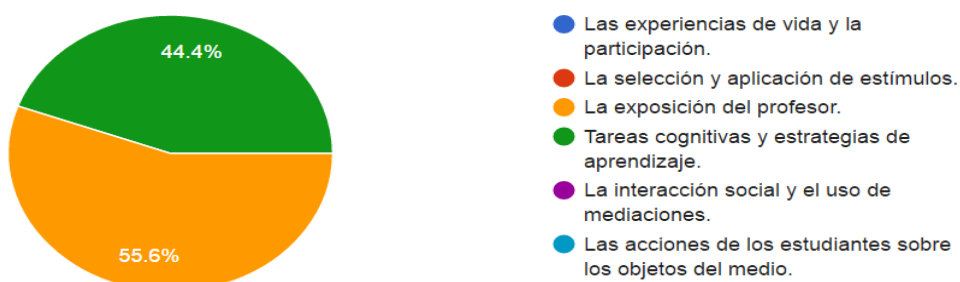 44.4%
55.6%
Las experiencias de vida y la
participación.
La selección y aplicación de estímulos.
La exposición del profesor.
Tareas cognitivas y estrategias de
aprendizaje.
La interacción social y el uso de
mediaciones.
Las acciones de los estudiantes sobre
los objetos del medio.